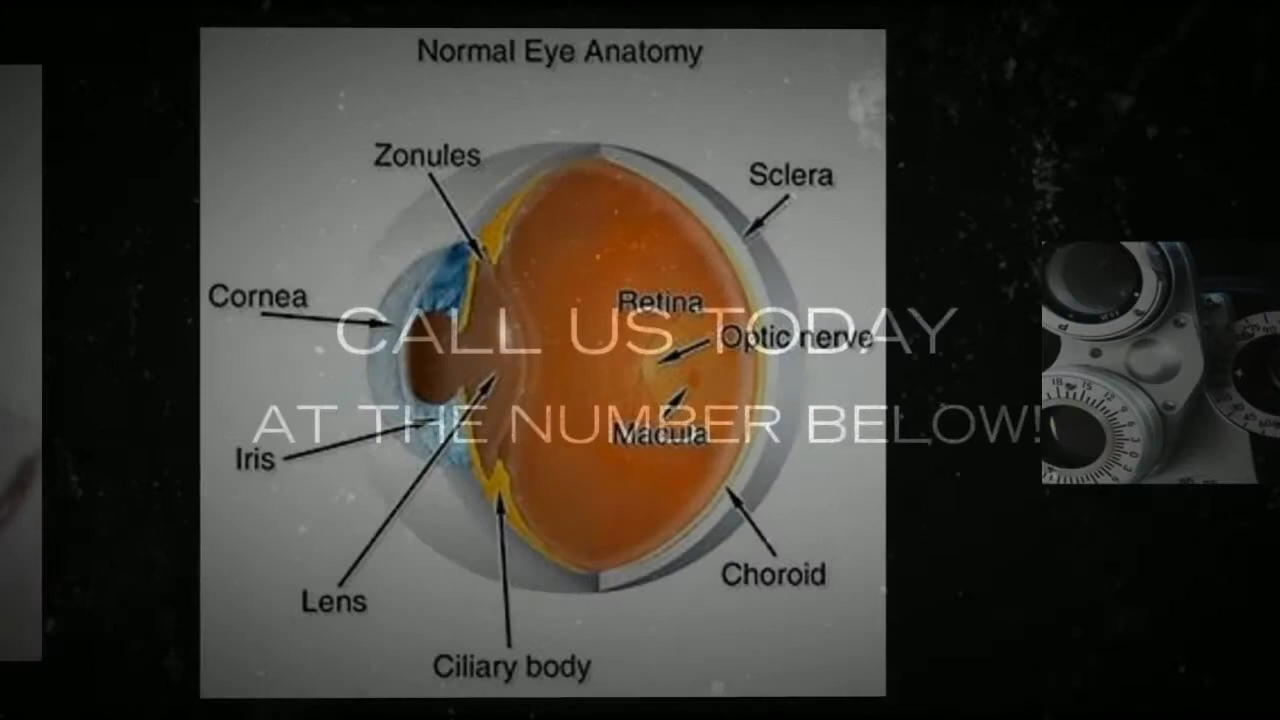 Normal Eye Anatomy
Zonules
Sclera
Cornea
Retina
CALL US TODAY
Optic nerve
AT THE NUMBER BELOW!
Macula
Iris
Choroid
Lens
Ciliary body